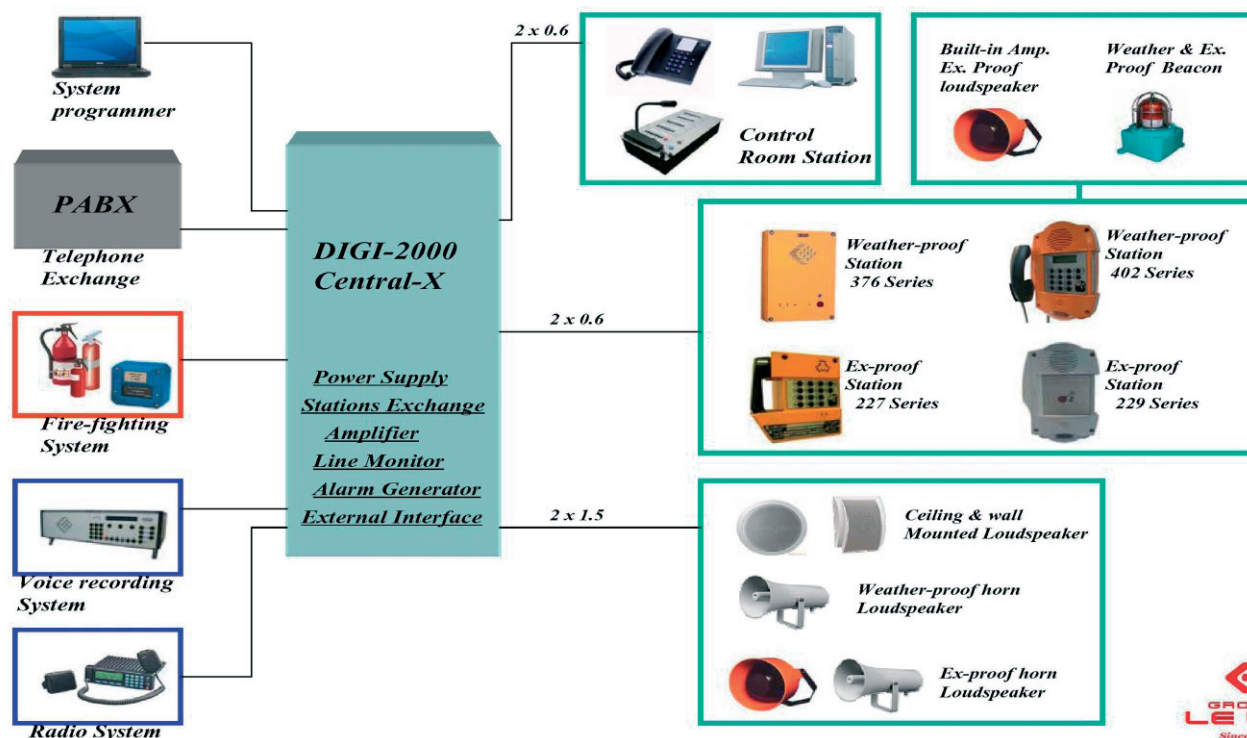 System
programmer
PABX
Telephone
Exchange
Fire-fighting
System
Voice recording
System
Radio System
DIGI-2000
Central-X
Power Supply
Stations Exchange
Amplifier
Line Monitor
Alarm Generator
External Interface
2 x 0.6
Control
Room Station
Built-in Amp.
Ex. Proof
loudspeaker
Weather & Ex.
Proof Beacon
2 x 0.6
Weather-proof
Station
376 Series
Weather-proof
Station
402 Series
Ex-proof
Station
227 Series
Ex-proof
Station
229 Series
2 x 1.5
Ceiling & wall
Mounted Loudspeaker
Weather-proof horn
Loudspeaker
Ex-proof horn
Loudspeaker
Since